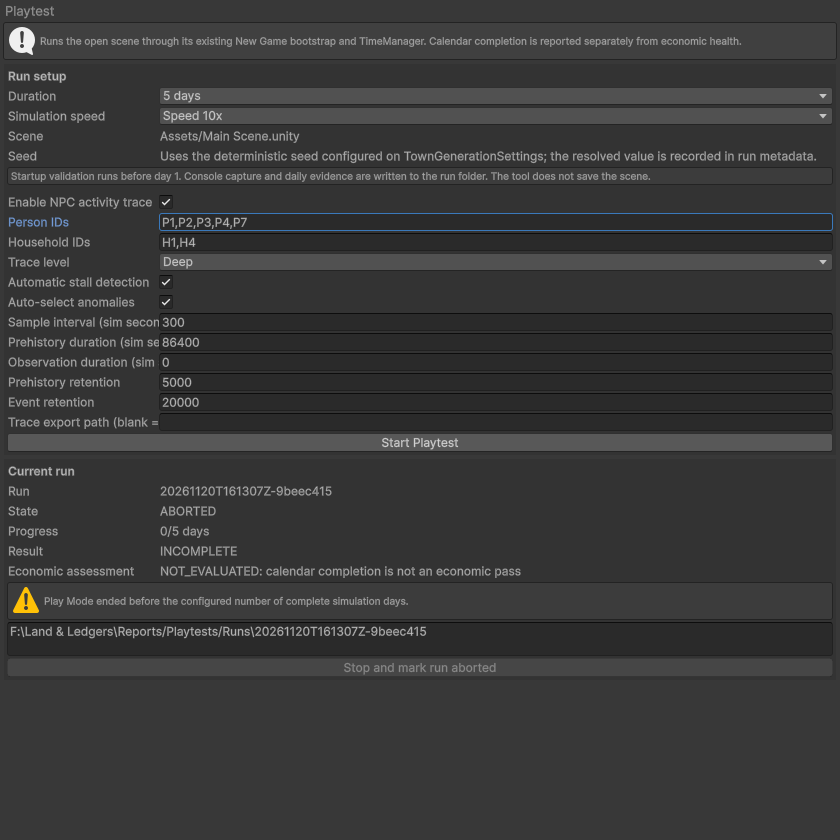 Playtest
Runs the open scene through its existing New Game bootstrap and TimeManager. Calendar completion is reported separately from economic health.
Run setup
Duration 5 days
Simulation speed Speed 10x
Scene Assets/Main Scene.unity
Seed Uses the deterministic seed configured on TownGenerationSettings; the resolved value is recorded in run metadata.
Startup validation runs before day 1. Console capture and daily evidence are written to the run folder. The tool does not save the scene.
Enable NPC activity trace
Person IDs P1,P2,P3,P4,P7
Household IDs H1,H4
Trace level Deep
Automatic stall detection
Auto-select anomalies
Sample interval (sim secon 300
Prehistory duration (sim se 86400
Observation duration (sim 0
Prehistory retention 5000
Event retention 20000
Trace export path (blank =
Start Playtest
Current run
Run 20261120T161307Z-9beec415
State ABORTED
Progress 0/5 days
Result INCOMPLETE
Economic assessment NOT_EVALUATED: calendar completion is not an economic pass
Play Mode ended before the configured number of complete simulation days.
F:\Land & Ledgers\Reports/Playtests/Runs\20261120T161307Z-9beec415
Stop and mark run aborted